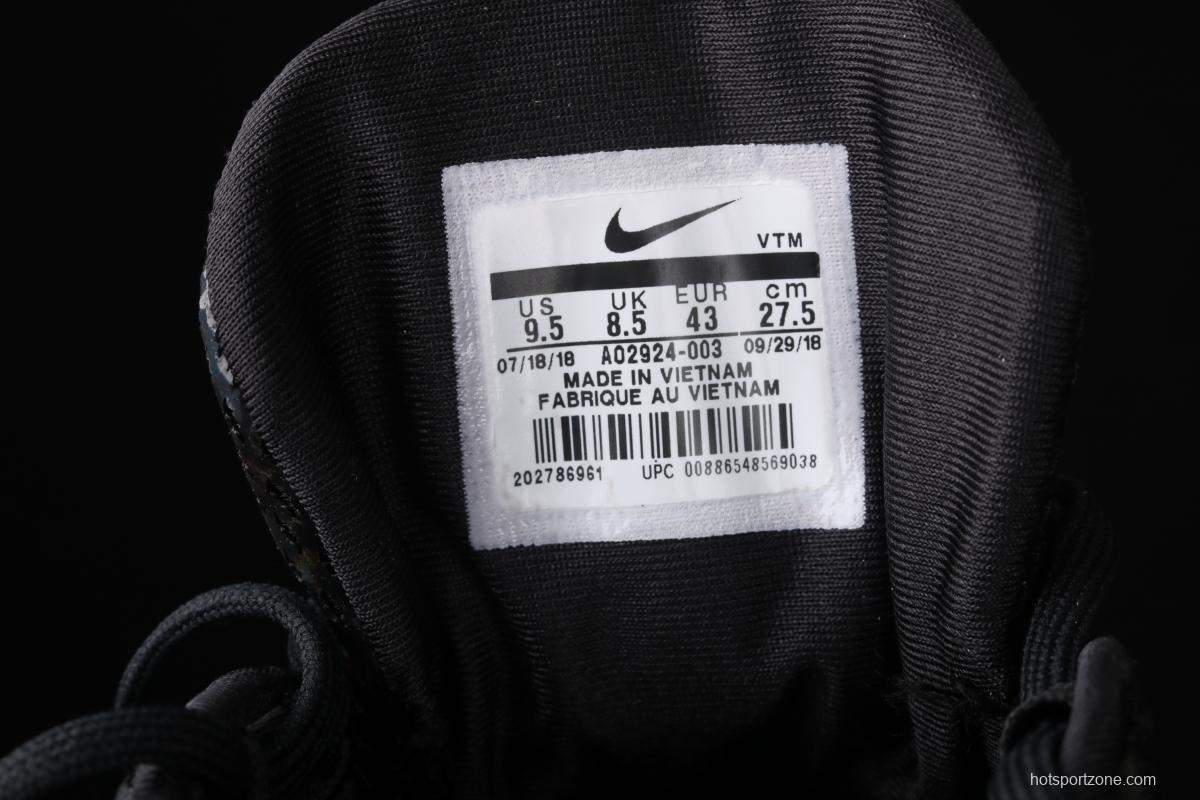 VTM
US UK EUR cm
9.5 8.5 43 27.5
07/18/18 AO2924-003 09/29/18
MADE IN VIETNAM
FABRIQUE AU VIETNAM
202786961 UPC 00886548569038
hotsportzone.com